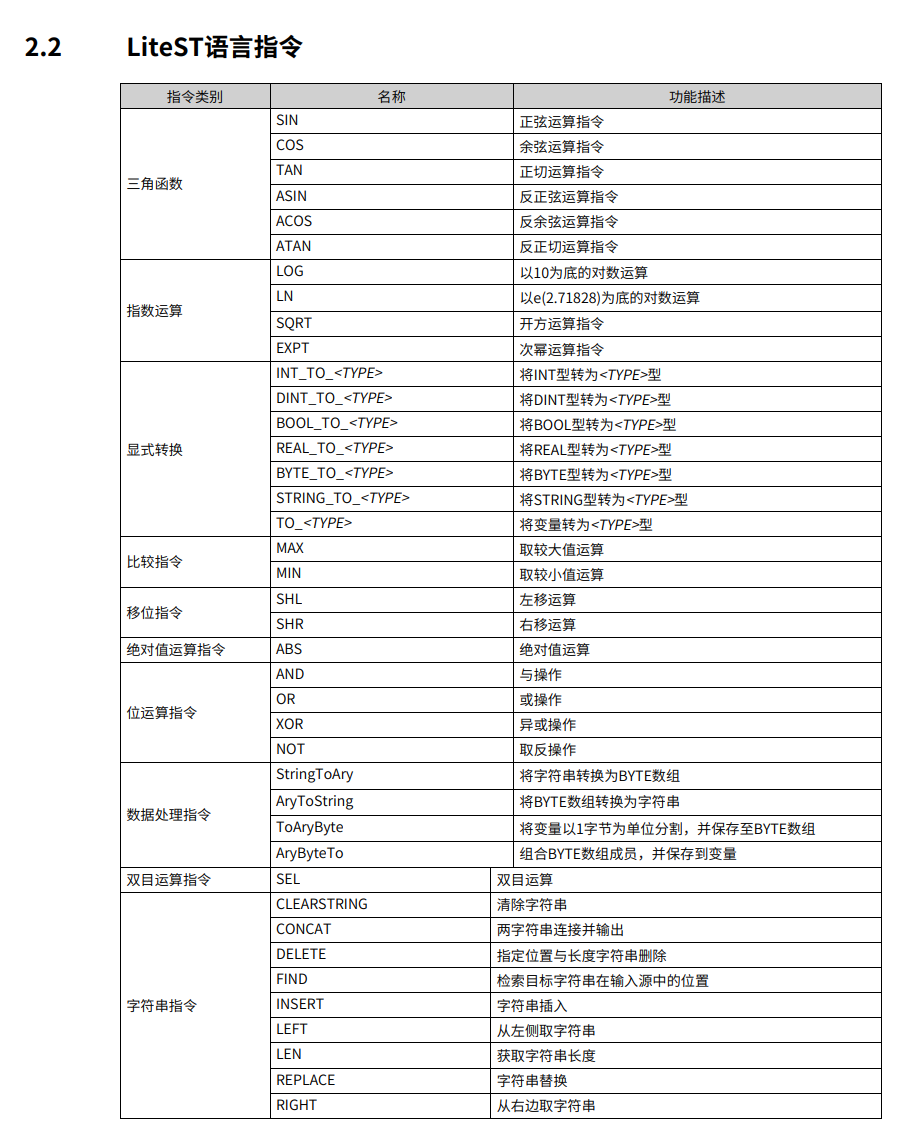 2.2 LiteST语言指令
指令类别 名称 功能描述
三角函数 SIN 正弦运算指令
COS 余弦运算指令
TAN 正切运算指令
ASIN 反正弦运算指令
ACOS 反余弦运算指令
ATAN 反正切运算指令
指数运算 LOG 以10为底的对数运算
LN 以e(2.71828)为底的对数运算
SQRT 开方运算指令
EXPT 次幂运算指令
显式转换 INT_TO_<TYPE> 将INT型转为<TYPE>型
DINT_TO_<TYPE> 将DINT型转为<TYPE>型
BOOL_TO_<TYPE> 将BOOL型转为<TYPE>型
REAL_TO_<TYPE> 将REAL型转为<TYPE>型
BYTE_TO_<TYPE> 将BYTE型转为<TYPE>型
STRING_TO_<TYPE> 将STRING型转为<TYPE>型
TO_<TYPE> 将变量转为<TYPE>型
比较指令 MAX 取较大值运算
MIN 取较小值运算
移位指令 SHL 左移运算
SHR 右移运算
绝对值运算指令 ABS 绝对值运算
位运算指令 AND 与操作
OR 或操作
XOR 异或操作
NOT 取反操作
数据处理指令 StringToAry 将字符串转换为BYTE数组
AryToString 将BYTE数组转换为字符串
ToAryByte 将变量以1字节为单位分割，并保存至BYTE数组
AryByteTo 组合BYTE数组成员，并保存到变量
双目运算指令 SEL 双目运算
字符串指令 CLEARSTRING 清除字符串
CONCAT 两字符串连接并输出
DELETE 指定位置与长度字符串删除
FIND 检索目标字符串在输入源中的位置
INSERT 字符串插入
LEFT 从左侧取字符串
LEN 获取字符串长度
REPLACE 字符串替换
RIGHT 从右边取字符串